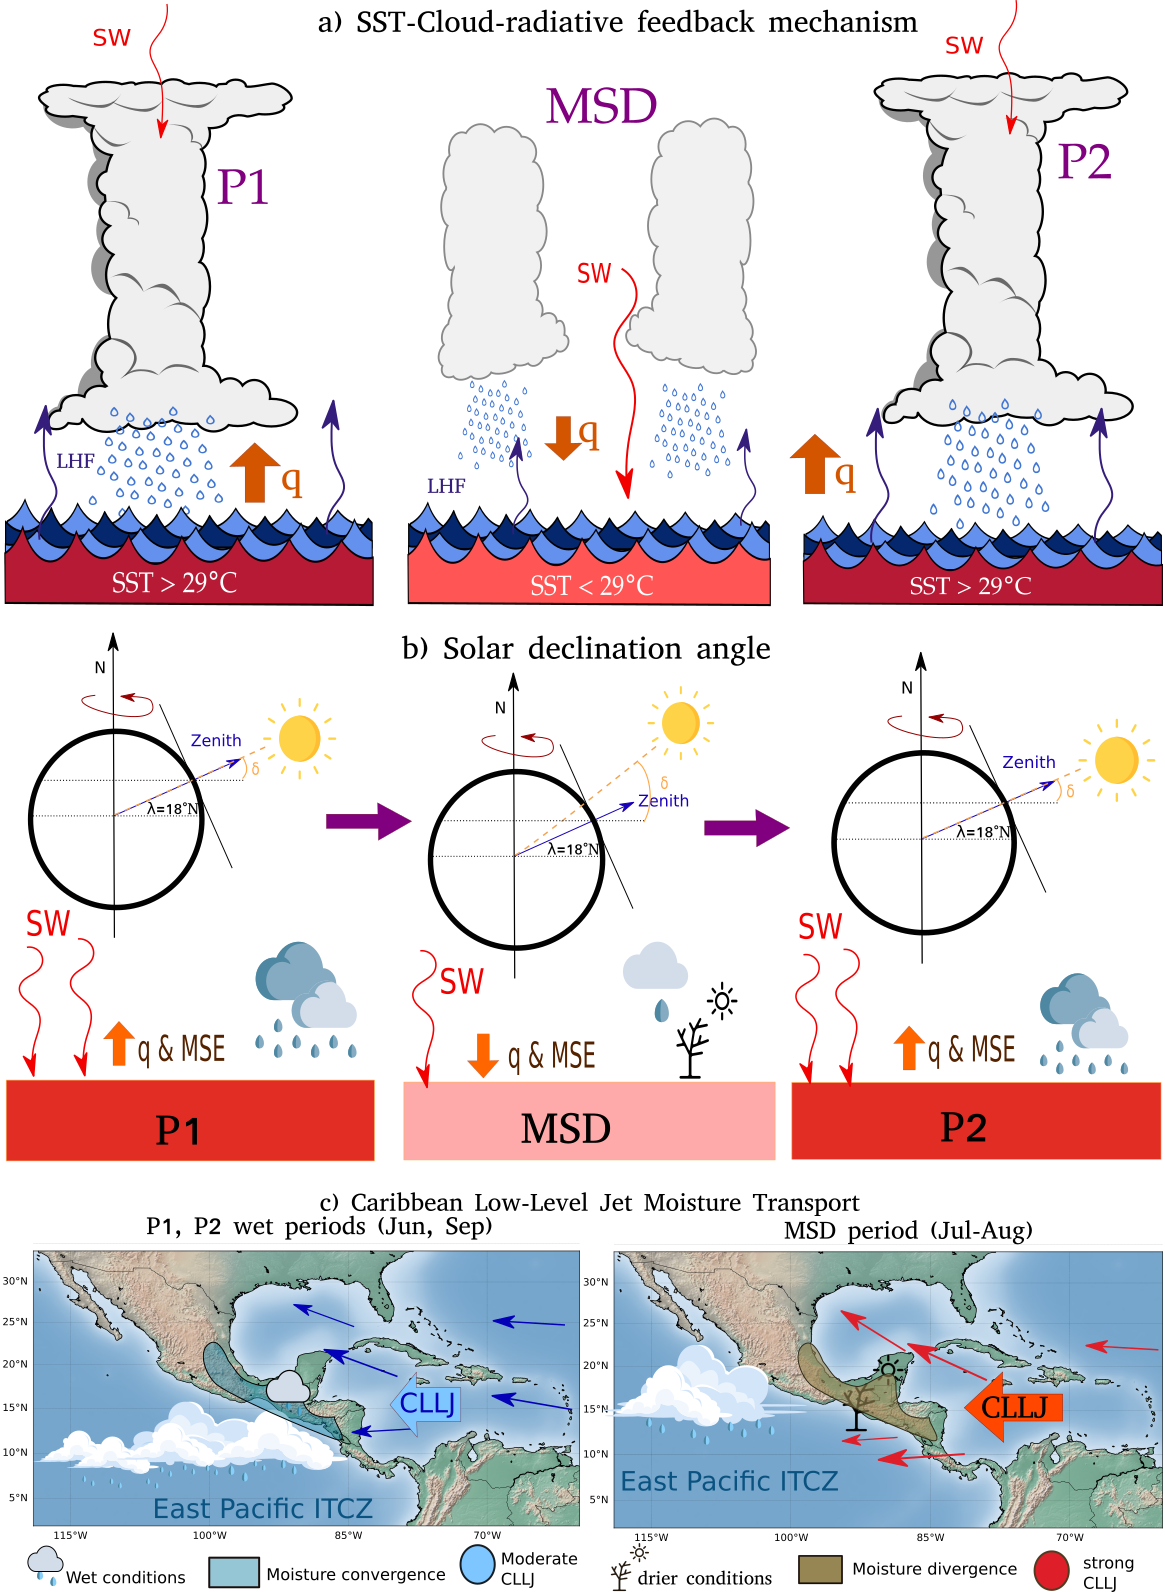 a) SST-Cloud-radiative feedback mechanism
SW
SW
MSD
P1
P2
SW
q
LHF
q
q
LHF
SST > 29°C
SST < 29°C
SST > 29°C
b) Solar declination angle
N
N
N
Zenith
δ
λ=18°N
δ
Zenith
λ=18°N
Zenith
δ
λ=18°N
SW
SW
SW
q & MSE
q & MSE
q & MSE
P1
MSD
P2
c) Caribbean Low-Level Jet Moisture Transport
P1, P2 wet periods (Jun, Sep)
MSD period (Jul-Aug)
30°N
25°N
20°N
15°N
10°N
5°N
CLLJ
East Pacific ITCZ
115°W 100°W 85°W 70°W
30°N
25°N
20°N
15°N
10°N
5°N
CLLJ
East Pacific ITCZ
115°W 100°W 85°W 70°W
Wet conditions
Moisture convergence
Moderate
CLLJ
drier conditions
Moisture divergence
strong
CLLJ